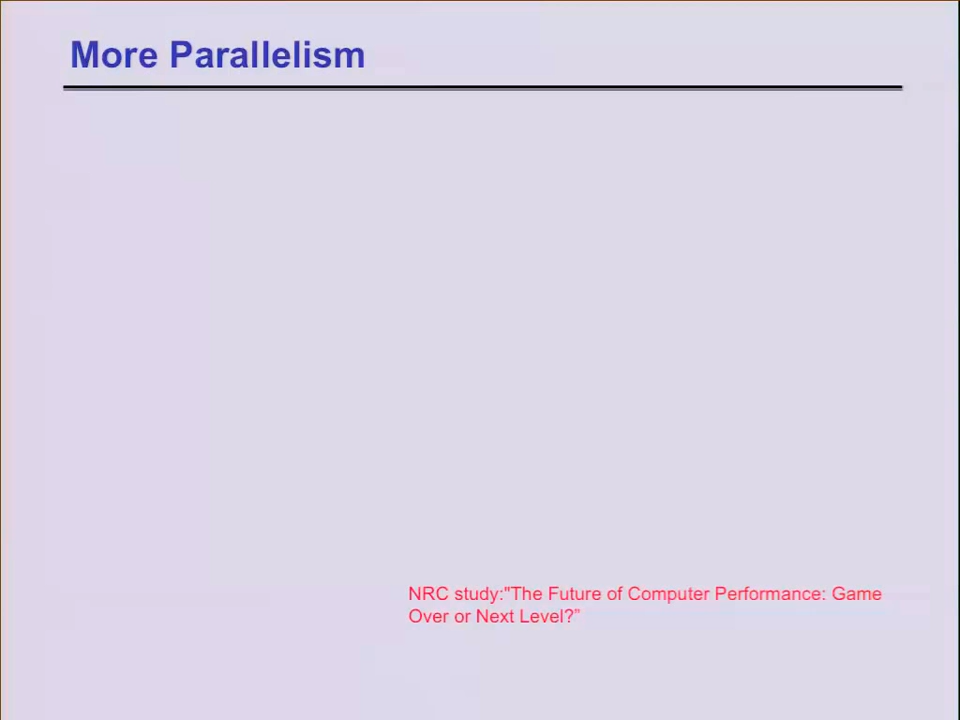 More Parallelism
NRC study:"The Future of Computer Performance: Game
Over or Next Level?”